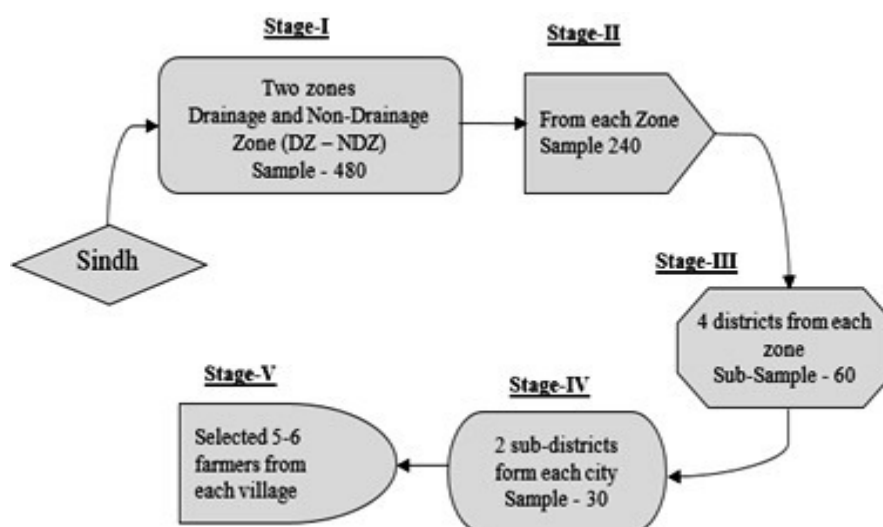 Stage-I
Two zones
Drainage and Non-Drainage
Zone (DZ – NDZ)
Sample - 480
Stage-II
From each Zone
Sample 240
Sindh
Stage-III
4 districts from each
zone
Sub-Sample - 60
Stage-IV
2 sub-districts
form each city
Sample - 30
Stage-V
Selected 5-6
farmers from
each village